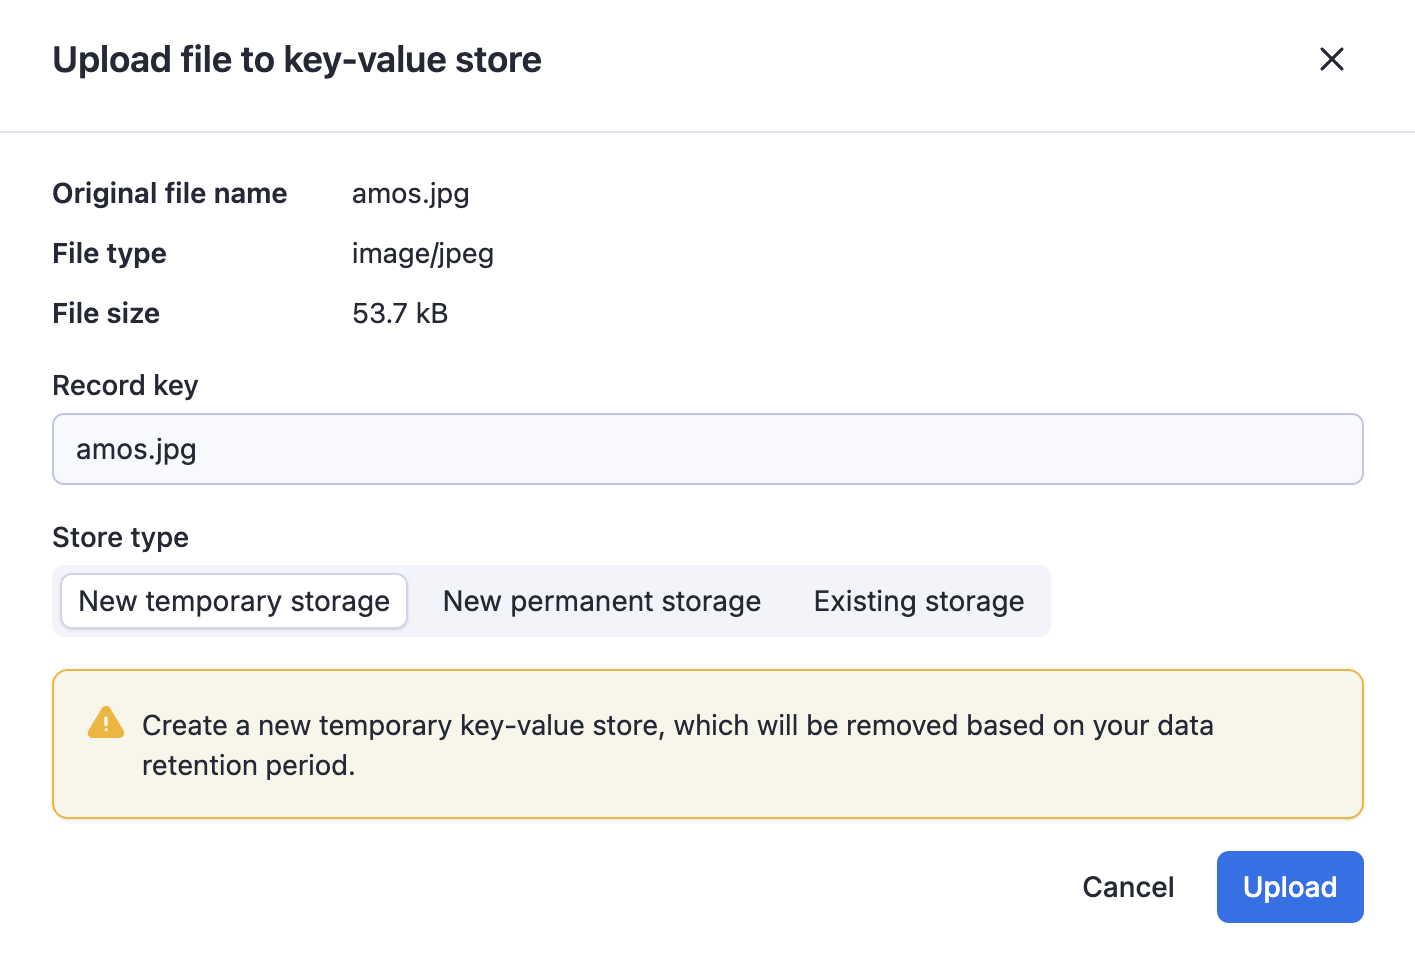 Upload file to key-value store
Original file name amos.jpg
File type image/jpeg
File size 53.7 kB
Record key
amos.jpg
Store type
New temporary storage New permanent storage Existing storage
Create a new temporary key-value store, which will be removed based on your data
retention period.
Cancel Upload